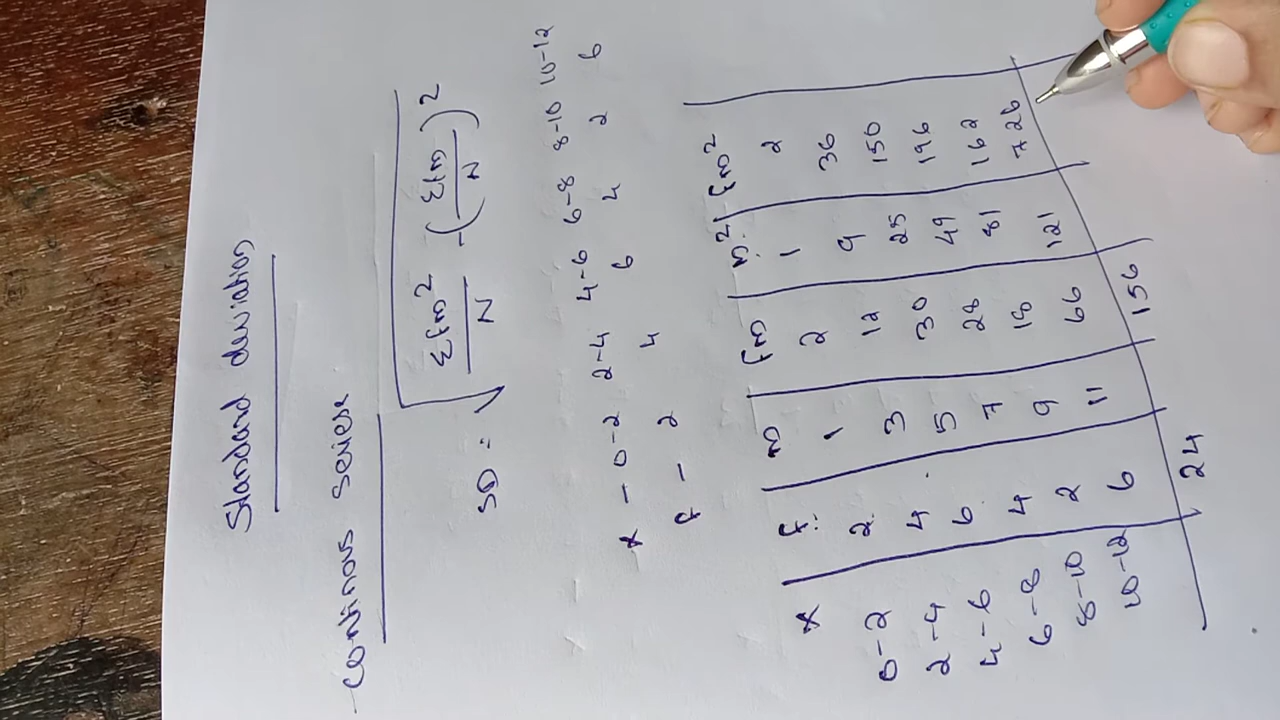 Standard deviation
continous seriese
SD = √ Σfm² / N - (Σfm / N)²
x - 0-2 2-4 4-6 6-8 8-10 10-12
f - 2 4 6 4 2 6
x f m fm m² fm²
0-2 2 1 2 1 2
2-4 4 3 12 9 36
4-6 6 5 30 25 150
6-8 4 7 28 49 196
8-10 2 9 18 81 162
10-12 6 11 66 121 726
24 156